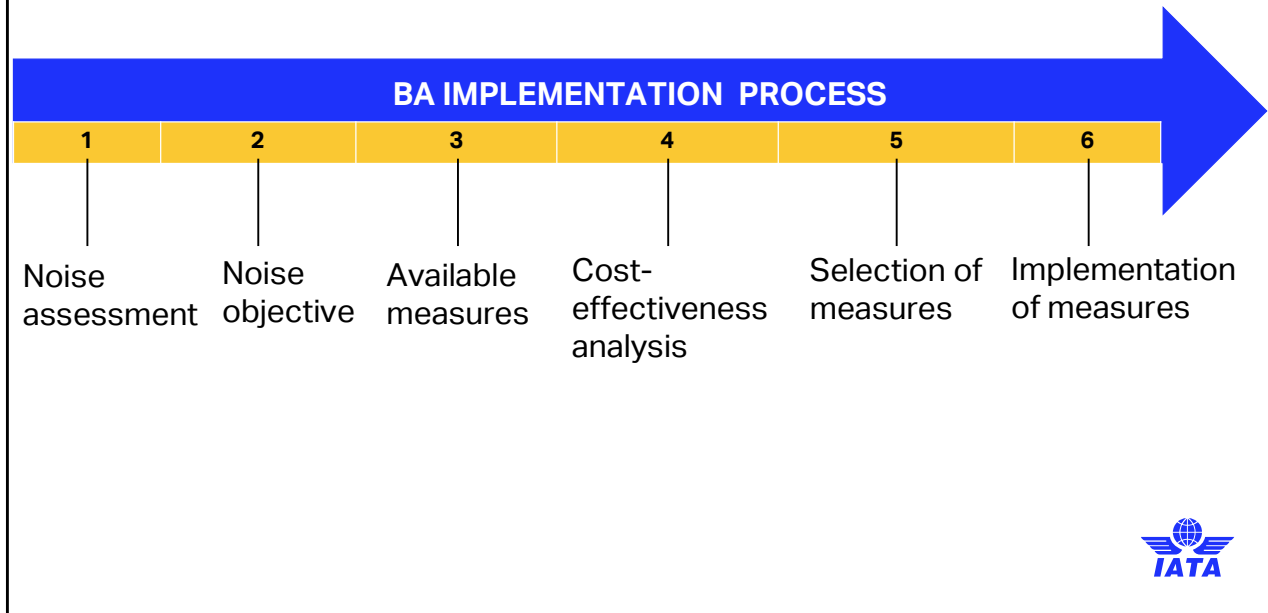 BA IMPLEMENTATION PROCESS
1
2
3
4
5
6
Noise
assessment
Noise
objective
Available
measures
Cost-
effectiveness
analysis
Selection of
measures
Implementation
of measures
IATA